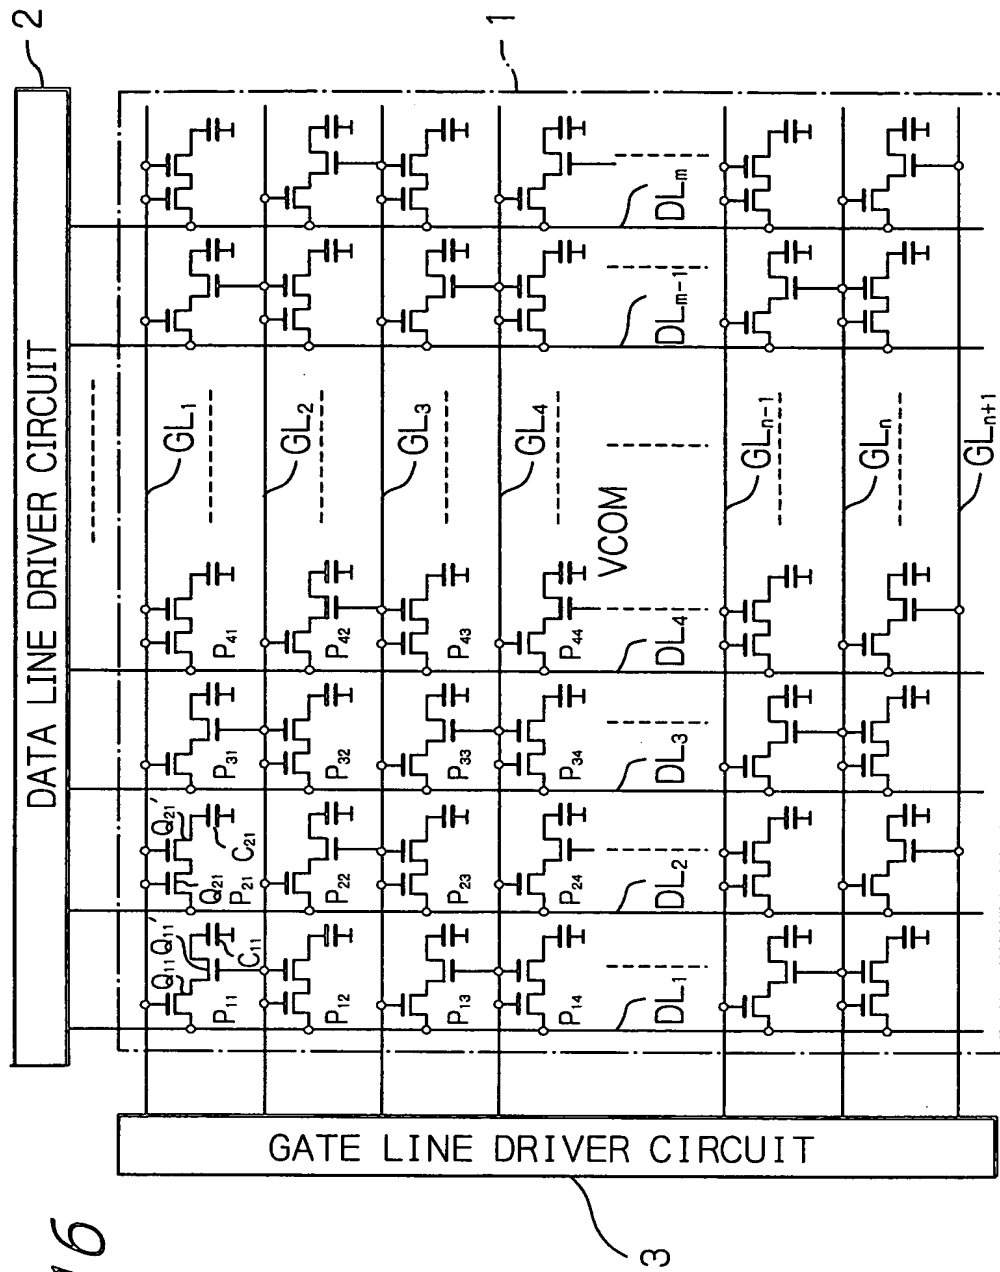 16
DATA LINE DRIVER CIRCUIT
2
1
GATE LINE DRIVER CIRCUIT
3
GL1
GL2
GL3
GL4
GLn-1
GLn
GLn+1
VCOM
DL1
DL2
DL3
DL4
DLm-1
DLm
Q11
Q11'
C11
P11
Q21
Q21'
C21
P21
P31
P41
P12
P22
P32
P42
P13
P23
P33
P43
P14
P24
P34
P44